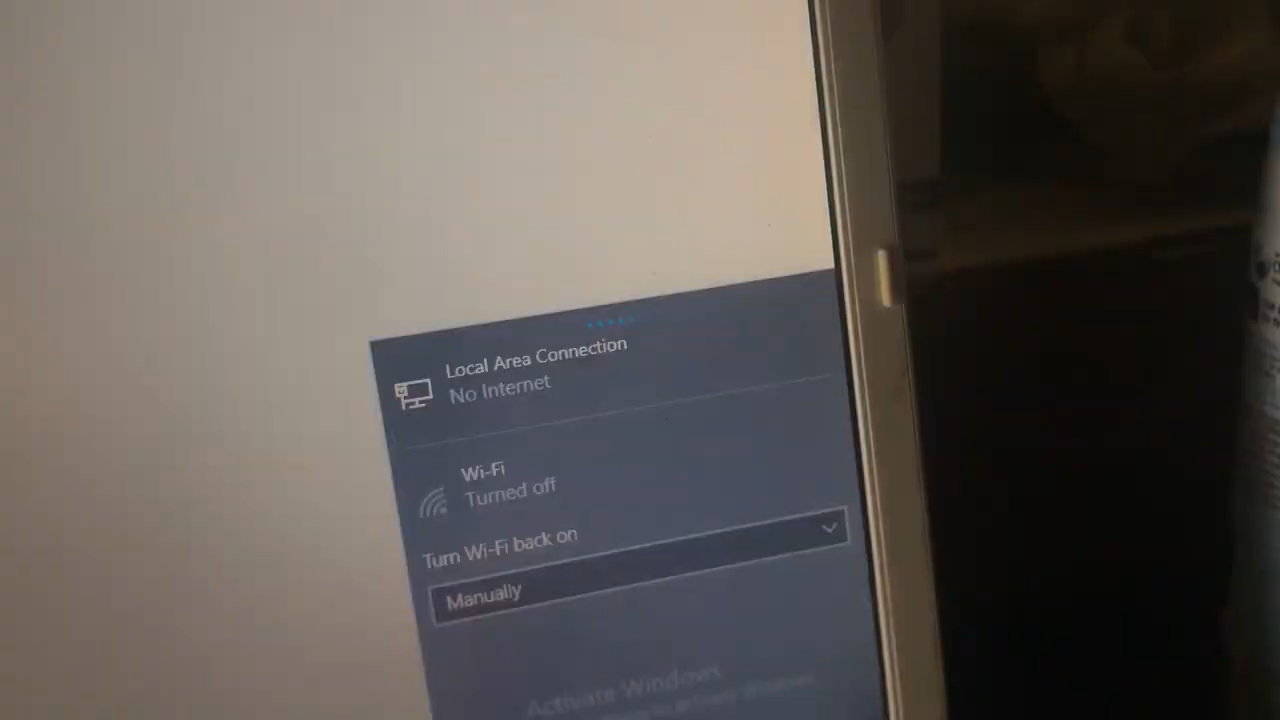 Local Area Connection
No Internet
Wi-Fi
Turned off
Turn Wi-Fi back on
Manually
Activate Windows